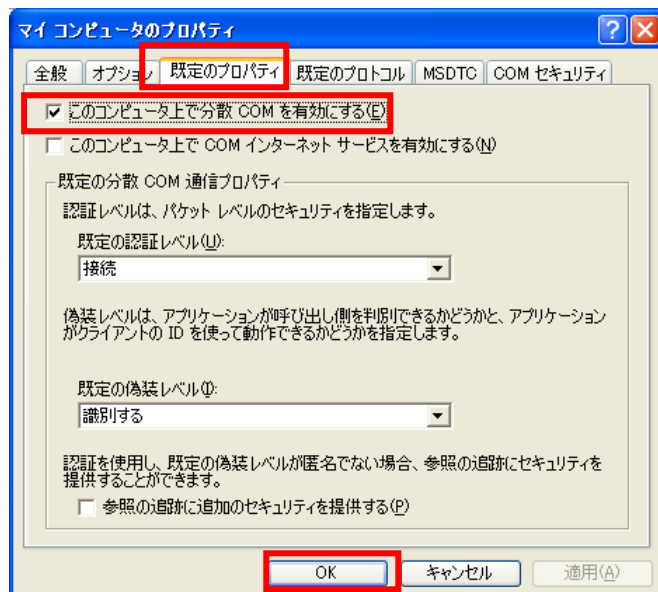 マイ コンピュータのプロパティ
全般 オプション 既定のプロパティ 既定のプロトコル MSDTC COM セキュリティ
このコンピュータ上で分散 COM を有効にする(E)
このコンピュータ上で COM インターネット サービスを有効にする(N)
既定の分散 COM 通信プロパティ
認証レベルは、パケット レベルのセキュリティを指定します。
既定の認証レベル(U):
接続
偽装レベルは、アプリケーションが呼び出し側を判別できるかどうかと、アプリケーション
がクライアントの ID を使って動作できるかどうかを指定します。
既定の偽装レベル(I):
識別する
認証を使用し、既定の偽装レベルが匿名でない場合、参照の追跡にセキュリティを
提供することができます。
参照の追跡に追加のセキュリティを提供する(P)
OK キャンセル 適用(A)